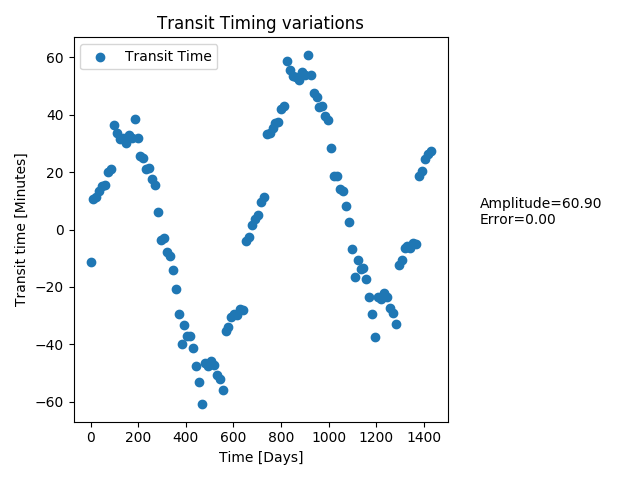 Transit Timing variations
Transit Time
60
40
20
0
−20
−40
−60
Transit time [Minutes]
0 200 400 600 800 1000 1200 1400
Time [Days]
Amplitude=60.90
Error=0.00